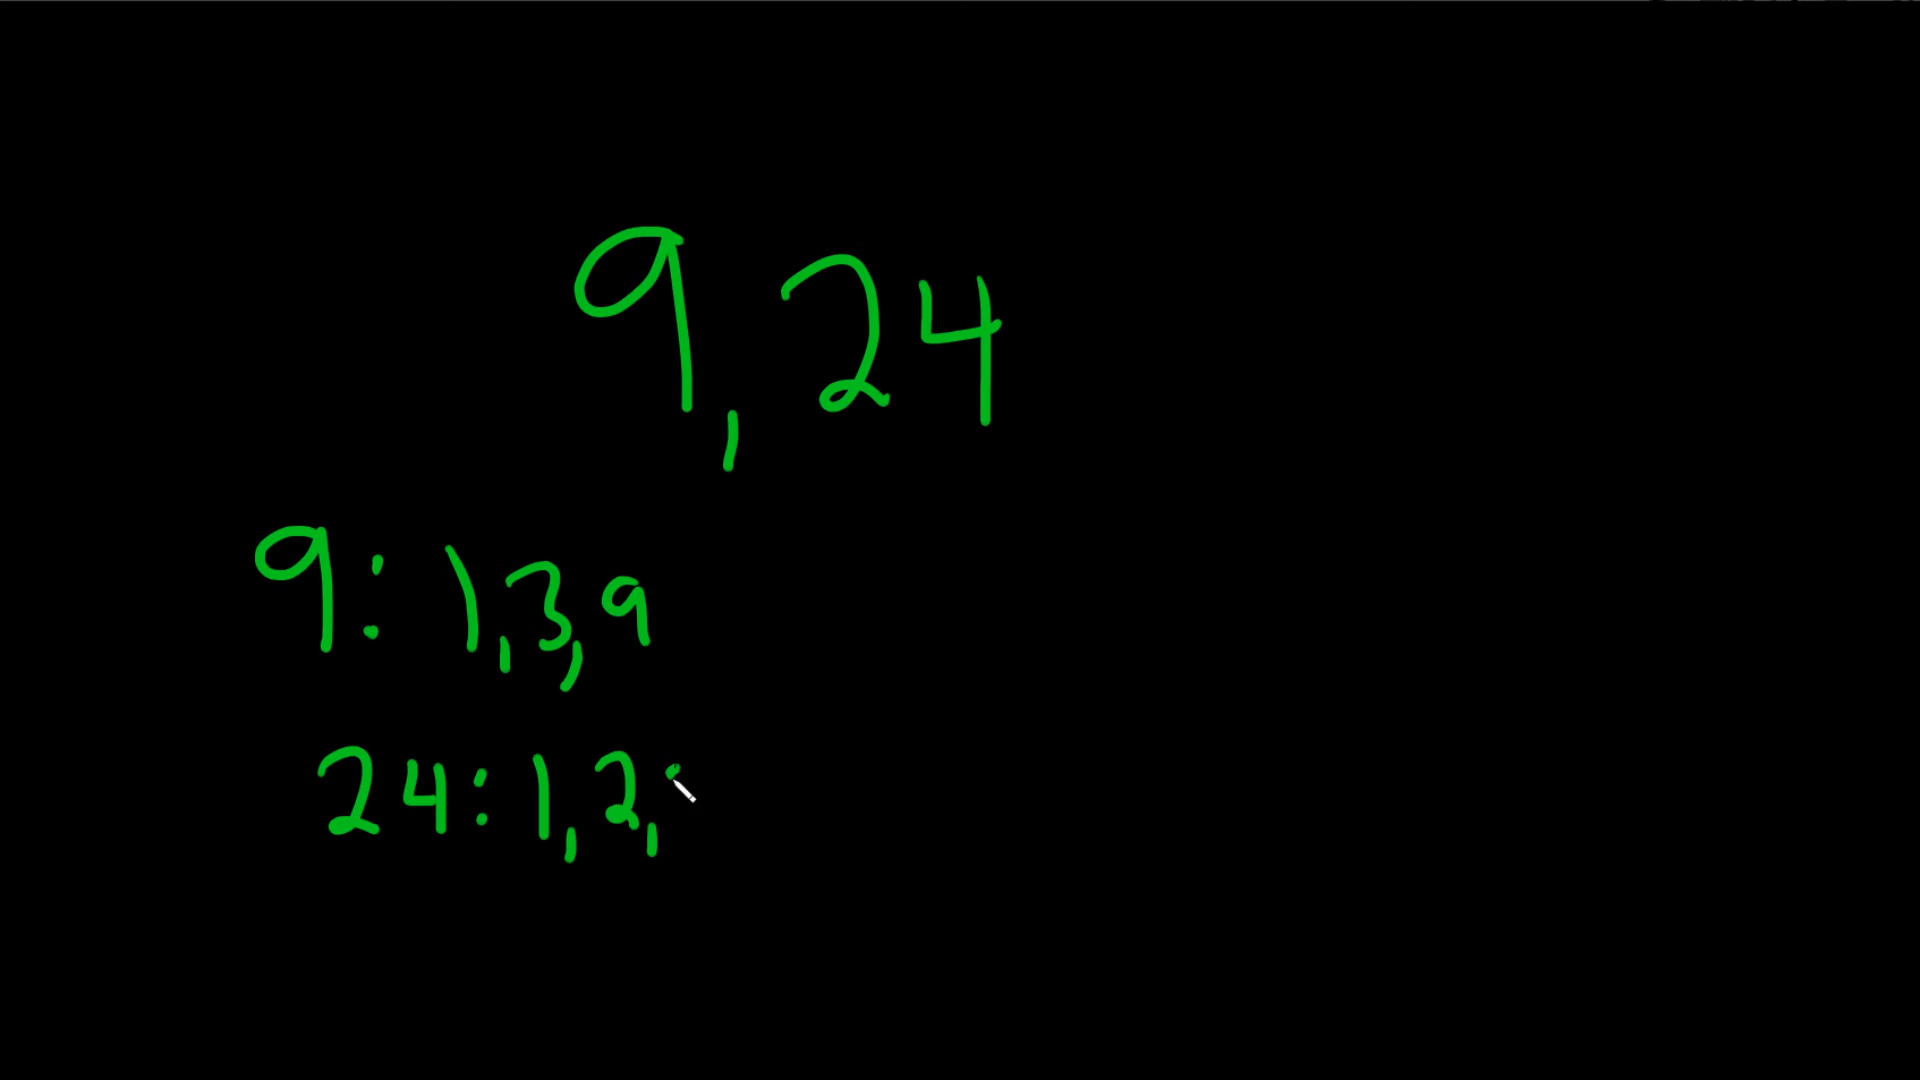 9, 24
9: 1, 3, 9
24: 1, 2,